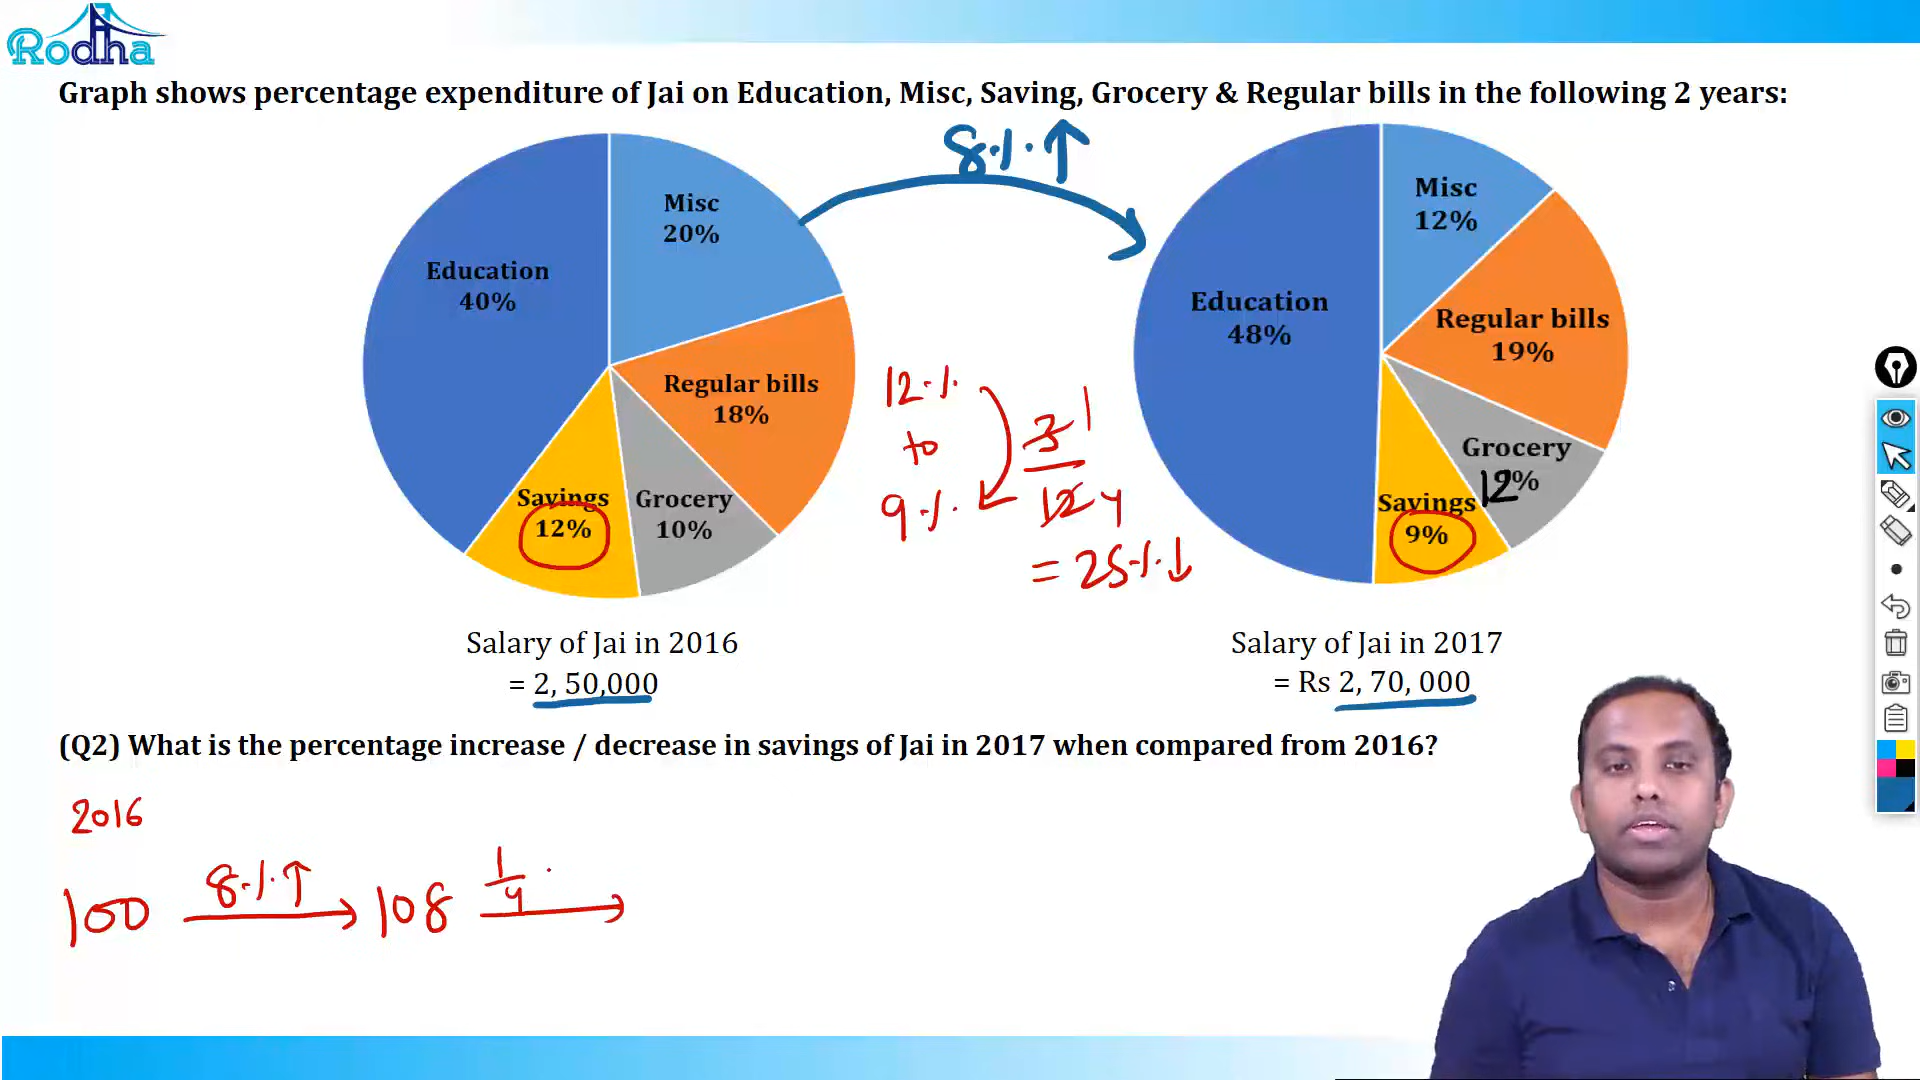 Rodha
Graph shows percentage expenditure of Jai on Education, Misc, Saving, Grocery & Regular bills in the following 2 years:
8%↑
Misc
20%
Education
40%
Regular bills
18%
Savings
12%
Grocery
10%
12%
to
9%
3 1
12 4
= 25%↓
Misc
12%
Education
48%
Regular bills
19%
Grocery
12%
Savings
9%
Salary of Jai in 2016
= 2, 50,000
Salary of Jai in 2017
= Rs 2, 70, 000
(Q2) What is the percentage increase / decrease in savings of Jai in 2017 when compared from 2016?
2016
100 8%↑ 108 1/4